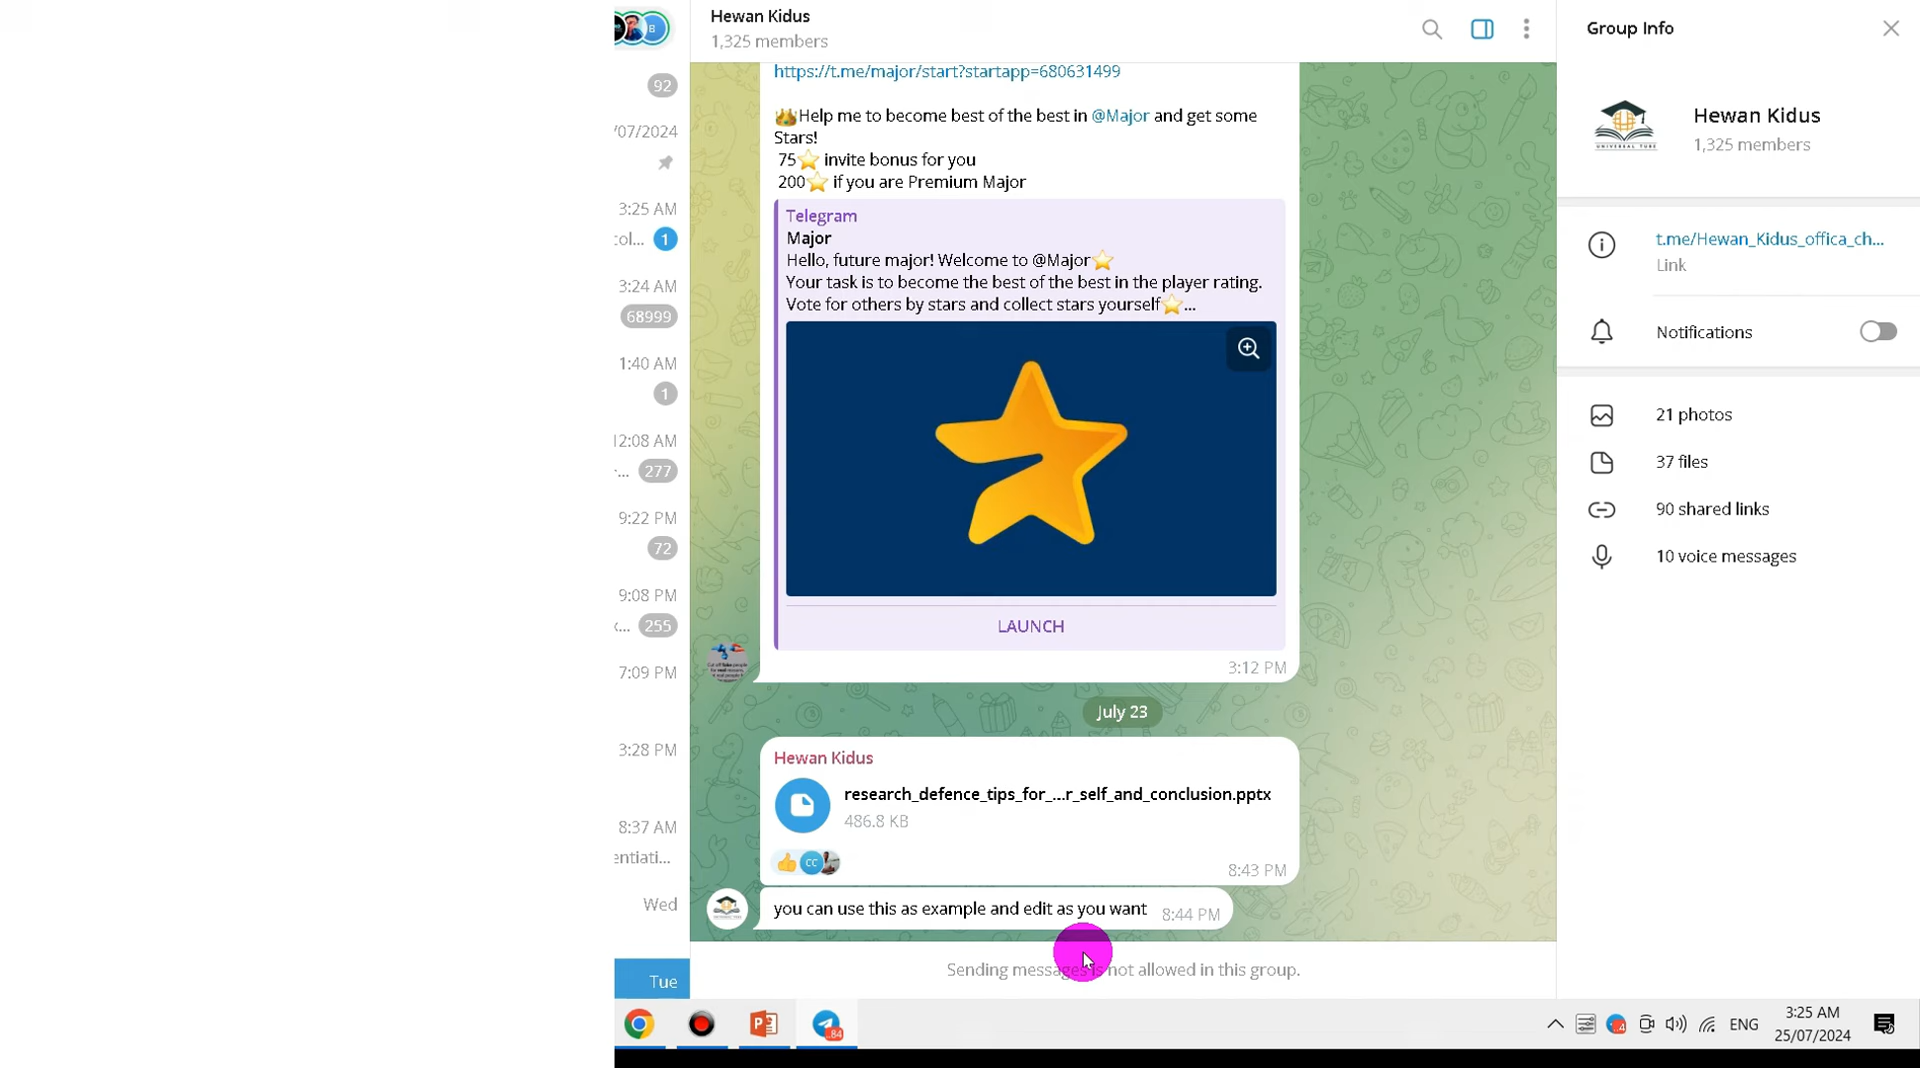 B
92
/07/2024
3:25 AM
col... 1
3:24 AM
68999
1:40 AM
1
12:08 AM
... 277
9:22 PM
72
9:08 PM
... 255
7:09 PM
3:28 PM
8:37 AM
entiati...
Wed
Tue
Hewan Kidus
1,325 members
https://t.me/major/start?startapp=680631499
👑Help me to become best of the best in @Major and get some
Stars!
75⭐ invite bonus for you
200⭐ if you are Premium Major
Telegram
Major
Hello, future major! Welcome to @Major⭐
Your task is to become the best of the best in the player rating.
Vote for others by stars and collect stars yourself⭐...
LAUNCH
3:12 PM
July 23
Hewan Kidus
research_defence_tips_for_...r_self_and_conclusion.pptx
486.8 KB
CC
8:43 PM
you can use this as example and edit as you want 8:44 PM
Sending messages is not allowed in this group.
Group Info
UNIVERSAL TUBE
Hewan Kidus
1,325 members
t.me/Hewan_Kidus_offica_ch...
Link
Notifications
21 photos
37 files
90 shared links
10 voice messages
84
4
ENG
3:25 AM
25/07/2024